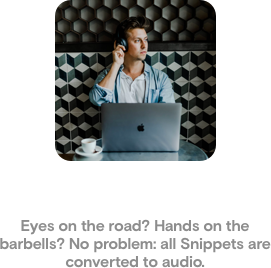 Eyes on the road? Hands on the
barbells? No problem: all Snippets are
converted to audio.